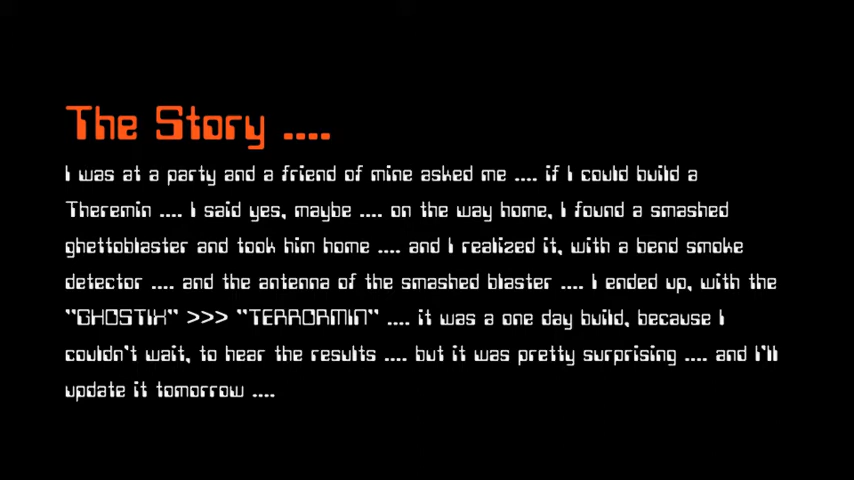 The Story ....
I was at a party and a friend of mine asked me .... if I could build a
Theremin .... I said yes, maybe .... on the way home, I found a smashed
ghettoblaster and took him home .... and I realized it, with a bend smoke
detector .... and the antenna of the smashed blaster .... I ended up, with the
"GHOSTIX" >>> "TERRORMIN" .... it was a one day build, because I
couldn't wait, to hear the results .... but it was pretty surprising .... and I'll
update it tomorrow ....